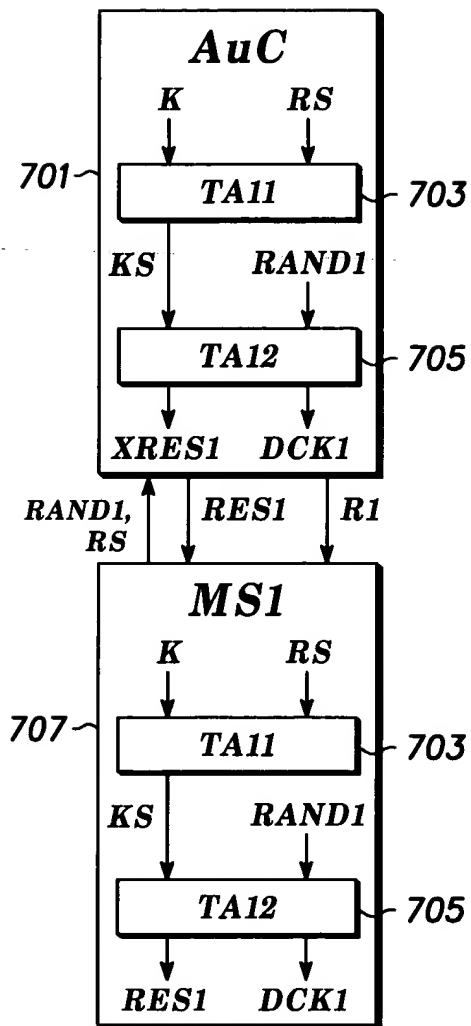 AuC
K RS
701 TA11 703
KS RAND1
TA12 705
XRES1 DCK1
RAND1, RES1 R1
RS
MS1
K RS
707 TA11 703
KS RAND1
TA12 705
RES1 DCK1